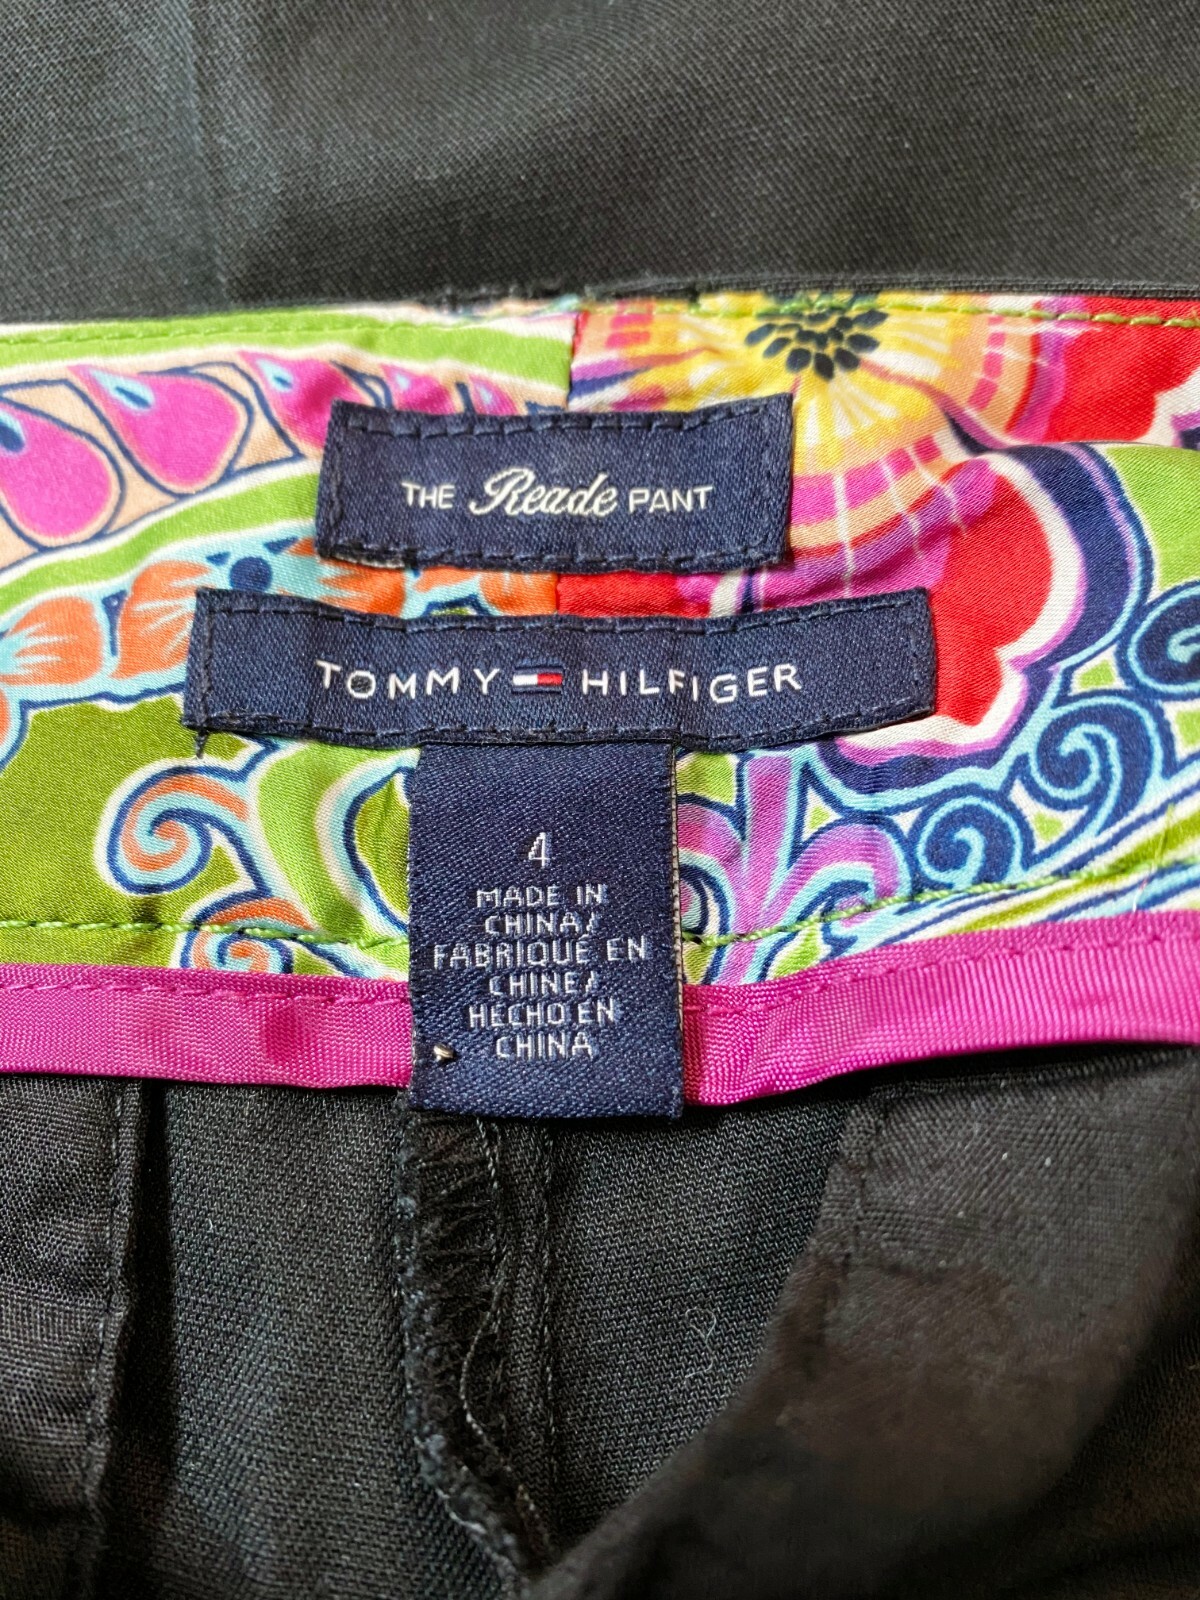 THE Reade PANT
TOMMY HILFIGER
4
MADE IN
CHINA/
FABRIQUÉ EN
CHINE/
HECHO EN
CHINA